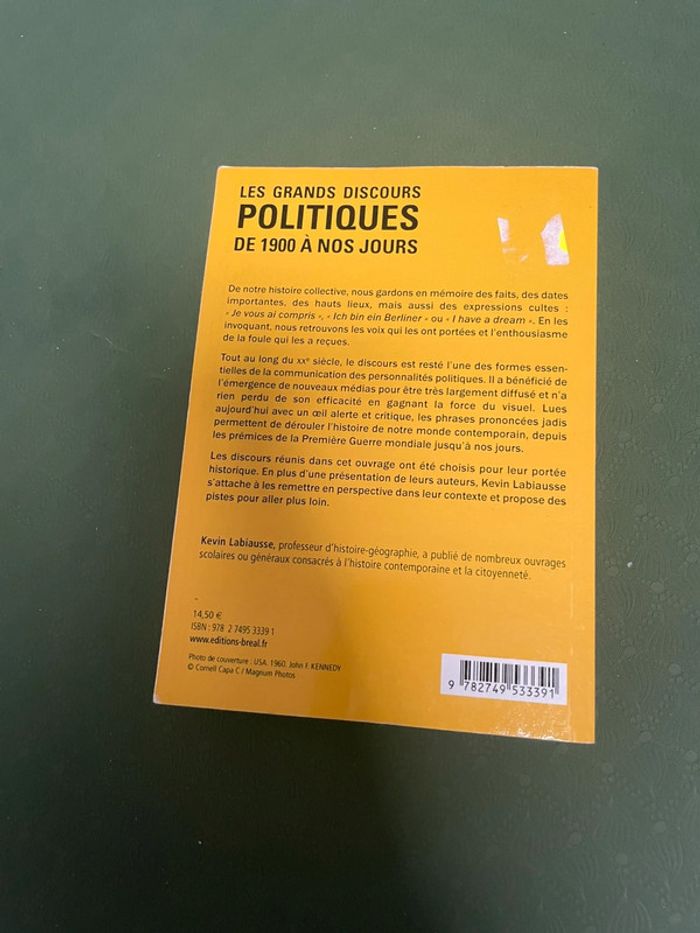 LES GRANDS DISCOURS
POLITIQUES
DE 1900 À NOS JOURS
De notre histoire collective, nous gardons en mémoire des faits, des dates
importantes, des hauts lieux, mais aussi des expressions cultes :
« Je vous ai compris », « Ich bin ein Berliner » ou « I have a dream ». En les
invoquant, nous retrouvons les voix qui les ont portées et l'enthousiasme
de la foule qui les a reçues.
Tout au long du XXe siècle, le discours est resté l'une des formes essen-
tielles de la communication des personnalités politiques. Il a bénéficié de
l'émergence de nouveaux médias pour être très largement diffusé et n'a
rien perdu de son efficacité en gagnant la force du visuel. Lues
aujourd'hui avec un œil alerte et critique, les phrases prononcées jadis
permettent de dérouler l'histoire de notre monde contemporain, depuis
les prémices de la Première Guerre mondiale jusqu'à nos jours.
Les discours réunis dans cet ouvrage ont été choisis pour leur portée
historique. En plus d'une présentation de leurs auteurs, Kevin Labiausse
s'attache à les remettre en perspective dans leur contexte et propose des
pistes pour aller plus loin.
Kevin Labiausse, professeur d'histoire-géographie, a publié de nombreux ouvrages
scolaires ou généraux consacrés à l'histoire contemporaine et la citoyenneté.
14,50 €
ISBN : 978 2 7495 3339 1
www.editions-breal.fr
Photo de couverture : USA. 1960. John F. KENNEDY
© Cornell Capa C / Magnum Photos
9 782749 533391